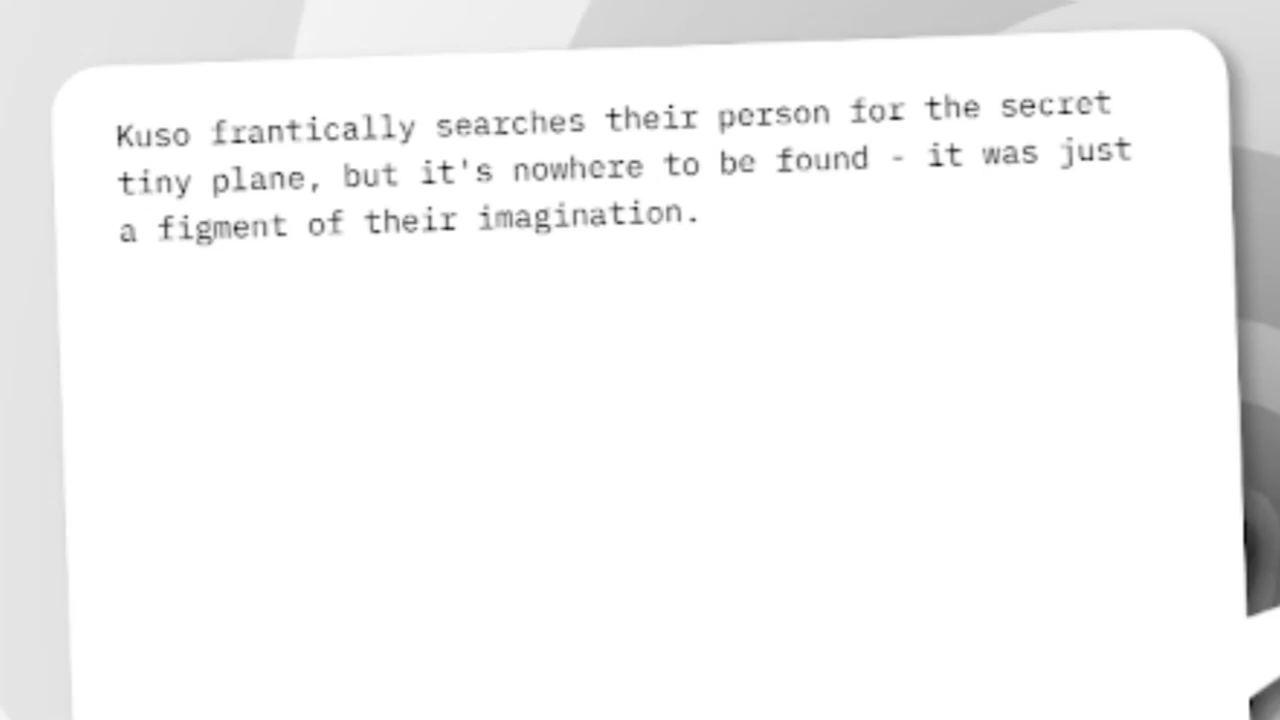 Kuso frantically searches their person for the secret
tiny plane, but it's nowhere to be found - it was just
a figment of their imagination.